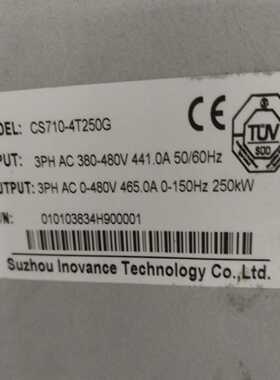 DEL: CS710-4T250G
PUT: 3PH AC 380-480V 441.0A 50/60Hz
UTPUT: 3PH AC 0-480V 465.0A 0-150Hz 250kW
N: 010103834H900001
Suzhou Inovance Technology Co.,Ltd.
CE
TÜV
SÜD